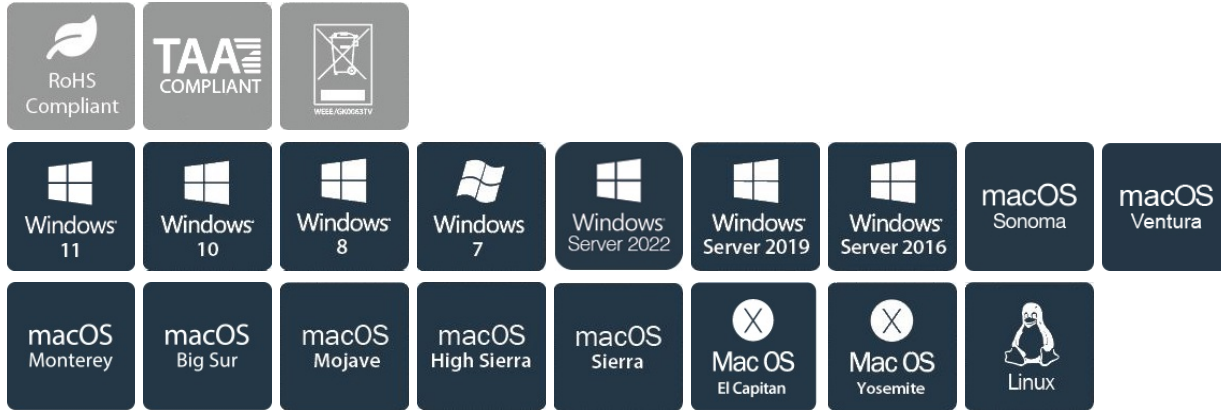 RoHS
Compliant
TAA
COMPLIANT
WEEE/GK0083TV
Windows
11
Windows
10
Windows
8
Windows
7
Windows
Server 2022
Windows
Server 2019
Windows
Server 2016
macOS
Sonoma
macOS
Ventura
macOS
Monterey
macOS
Big Sur
macOS
Mojave
macOS
High Sierra
macOS
Sierra
X
Mac OS
El Capitan
X
Mac OS
Yosemite
Linux